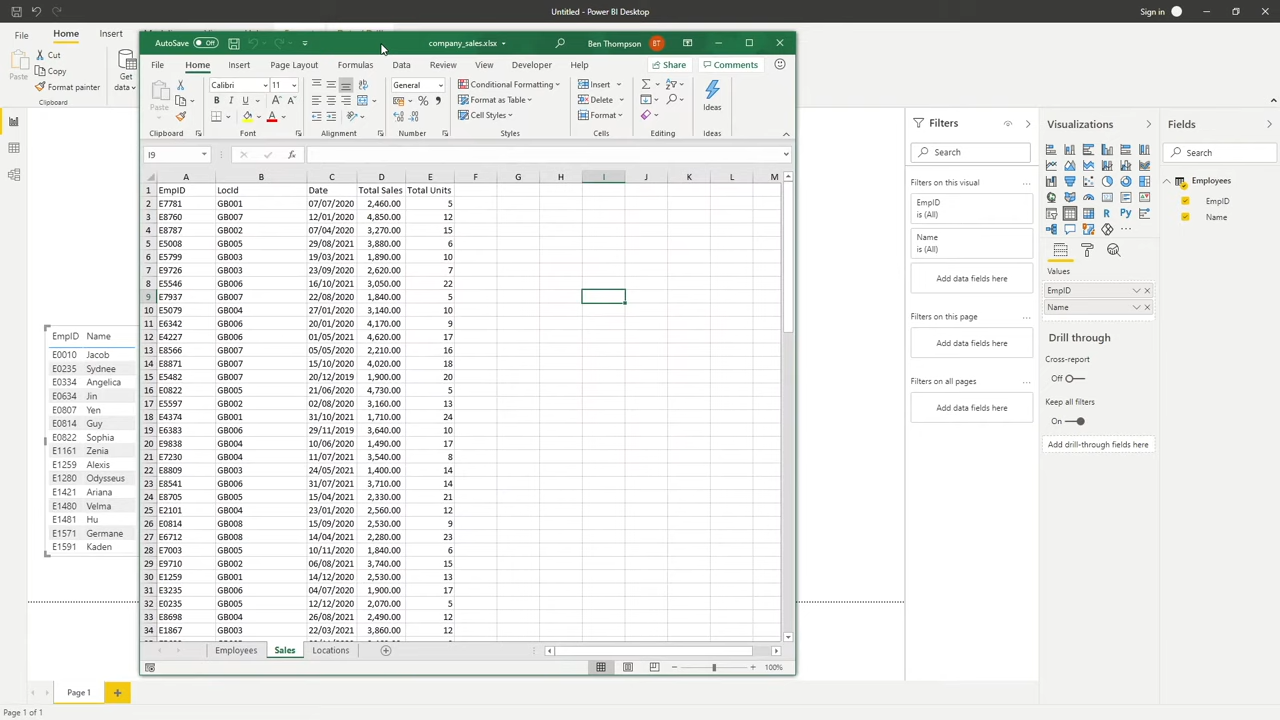 Untitled - Power BI Desktop
Sign in
File
Home
Insert
Cut
Copy
Format painter
Paste
Clipboard
Get
data
AutoSave
Off
company_sales.xlsx
Ben Thompson
BT
File Home Insert Page Layout Formulas Data Review View Developer Help
Share
Comments
Paste
Clipboard
Calibri
11
B I U
Font
Alignment
General
Number
Conditional Formatting
Format as Table
Cell Styles
Styles
Insert
Delete
Format
Cells
Editing
Ideas
Ideas
I9
fx
A B C D E F G H I J K L M
1 EmpID LocId Date Total Sales Total Units
2 E7781 GB001 07/07/2020 2,460.00 5
3 E8760 GB007 12/01/2020 4,850.00 12
4 E8787 GB002 07/04/2020 3,270.00 15
5 E5008 GB005 29/08/2021 3,880.00 6
6 E5799 GB003 19/03/2021 1,890.00 10
7 E9726 GB003 23/09/2020 2,620.00 7
8 E5546 GB006 16/10/2021 3,050.00 22
9 E7937 GB007 22/08/2020 1,840.00 5
10 E5079 GB004 27/01/2020 3,140.00 10
11 E6342 GB006 20/01/2020 4,170.00 9
12 E4227 GB006 01/05/2021 4,620.00 17
13 E8566 GB007 05/05/2020 2,210.00 16
14 E8871 GB007 15/10/2020 4,020.00 18
15 E5482 GB007 20/12/2019 1,900.00 20
16 E0822 GB005 21/06/2020 4,730.00 5
17 E5597 GB002 02/08/2020 3,160.00 13
18 E4374 GB001 31/10/2021 1,710.00 24
19 E6383 GB006 29/11/2019 3,640.00 10
20 E9838 GB004 10/06/2020 1,490.00 17
21 E7230 GB004 11/07/2020 3,540.00 8
22 E8809 GB003 24/05/2021 1,400.00 14
23 E8541 GB006 31/07/2021 3,710.00 14
24 E8705 GB005 15/04/2021 2,330.00 21
25 E2101 GB004 23/01/2021 2,560.00 12
26 E0814 GB008 15/09/2020 2,530.00 9
27 E6712 GB008 14/04/2021 2,280.00 23
28 E7003 GB005 10/11/2020 1,840.00 6
29 E9710 GB002 06/08/2021 3,740.00 15
30 E1259 GB001 14/12/2020 2,530.00 13
31 E3235 GB006 04/07/2020 1,900.00 17
32 E0235 GB005 12/12/2020 2,070.00 5
33 E8698 GB004 26/08/2021 2,490.00 12
34 E1867 GB003 22/03/2021 3,860.00 12
Employees Sales Locations
100%
EmpID Name
E0010 Jacob
E0235 Sydnee
E0334 Angelica
E0634 Jin
E0807 Yen
E0814 Guy
E0822 Sophia
E1161 Zenia
E1259 Alexis
E1280 Odysseus
E1421 Ariana
E1480 Velma
E1481 Hu
E1571 Germane
E1591 Kaden
Filters
Search
Filters on this visual
EmpID
is (All)
Name
is (All)
Add data fields here
Filters on this page
Add data fields here
Filters on all pages
Add data fields here
Visualizations
R Py
Values
EmpID
Name
Drill through
Cross-report
Off
Keep all filters
On
Add drill-through fields here
Fields
Search
Employees
EmpID
Name
Page 1
Page 1 of 1